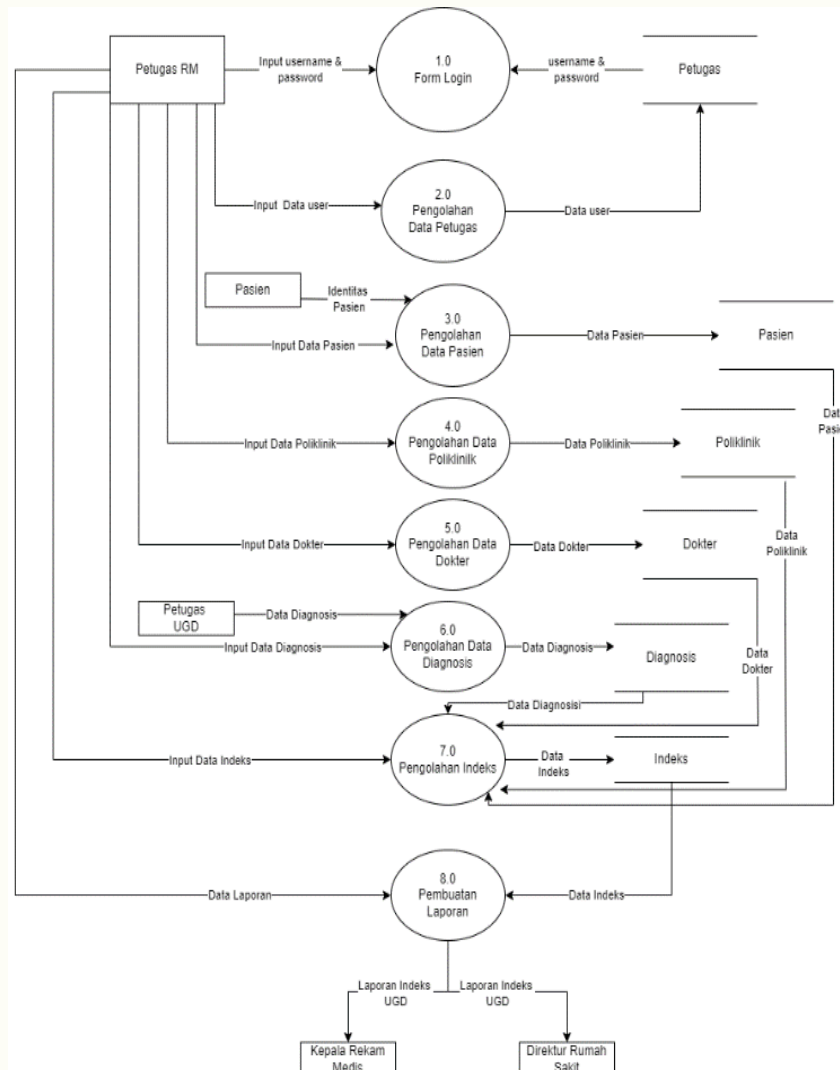 Petugas RM
Input username &
password
1.0
Form Login
username &
password
Petugas
Input Data user
2.0
Pengolahan
Data Petugas
Data user
Pasien
Identitas
Pasien
3.0
Pengolahan
Data Pasien
Input Data Pasien
Data Pasien
Pasien
Input Data Poliklinik
4.0
Pengolahan Data
Poliklinilk
Data Poliklinik
Poliklinik
Input Data Dokter
5.0
Pengolahan Data
Dokter
Data Dokter
Dokter
Data
Poliklinik
Petugas
UGD
Data Diagnosis
Input Data Diagnosis
6.0
Pengolahan Data
Diagnosis
Data Diagnosis
Diagnosis
Data
Dokter
Data Diagnosisi
Input Data Indeks
7.0
Pengolahan Indeks
Data
Indeks
Indeks
Data Laporan
8.0
Pembuatan
Laporan
Data Indeks
Laporan Indeks
UGD
Laporan Indeks
UGD
Kepala Rekam
Medis
Direktur Rumah
Sakit